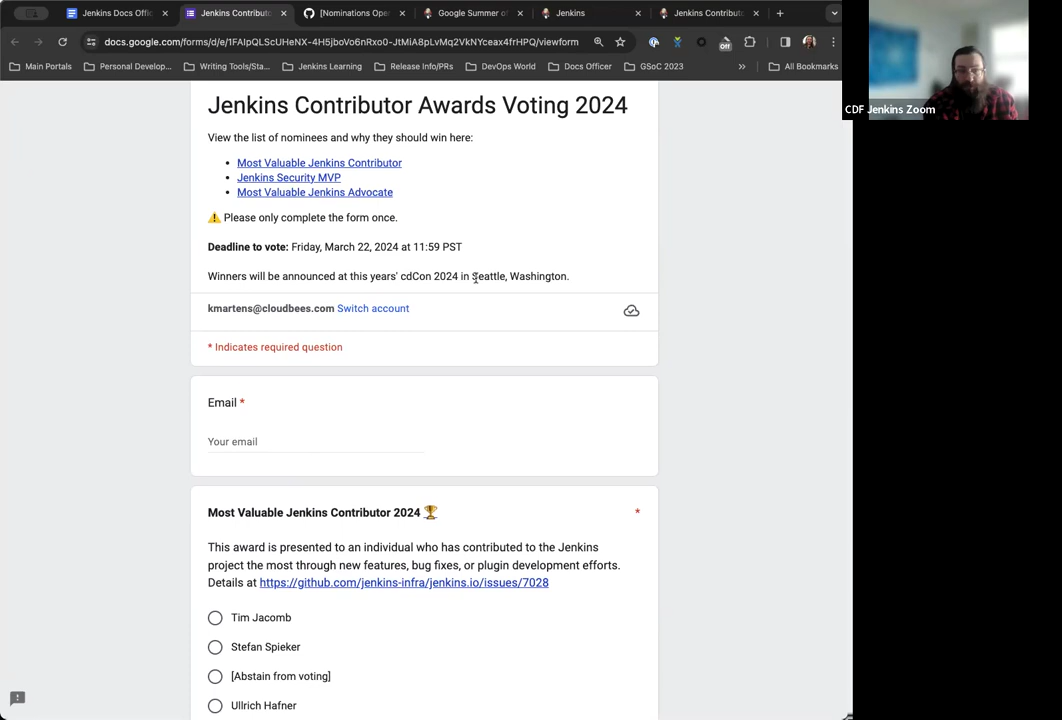 Jenkins Docs Offic
Jenkins Contributo
[Nominations Ope
Google Summer of
Jenkins
Jenkins Contributo
docs.google.com/forms/d/e/1FAIpQLScUHeNX-4H5jboVo6nRxo0-JtMiA8pLvMq2VkNYceax4frHPQ/viewform
Off
Main Portals
Personal Develop...
Writing Tools/Sta...
Jenkins Learning
Release Info/PRs
DevOps World
Docs Officer
GSoC 2023
»
All Bookmarks
CDF Jenkins Zoom
Jenkins Contributor Awards Voting 2024
View the list of nominees and why they should win here:
• Most Valuable Jenkins Contributor
• Jenkins Security MVP
• Most Valuable Jenkins Advocate
⚠️ Please only complete the form once.
Deadline to vote: Friday, March 22, 2024 at 11:59 PST
Winners will be announced at this years' cdCon 2024 in Seattle, Washington.
kmartens@cloudbees.com Switch account
* Indicates required question
Email *
Your email
Most Valuable Jenkins Contributor 2024 🏆 *
This award is presented to an individual who has contributed to the Jenkins
project the most through new features, bug fixes, or plugin development efforts.
Details at https://github.com/jenkins-infra/jenkins.io/issues/7028
Tim Jacomb
Stefan Spieker
[Abstain from voting]
Ullrich Hafner